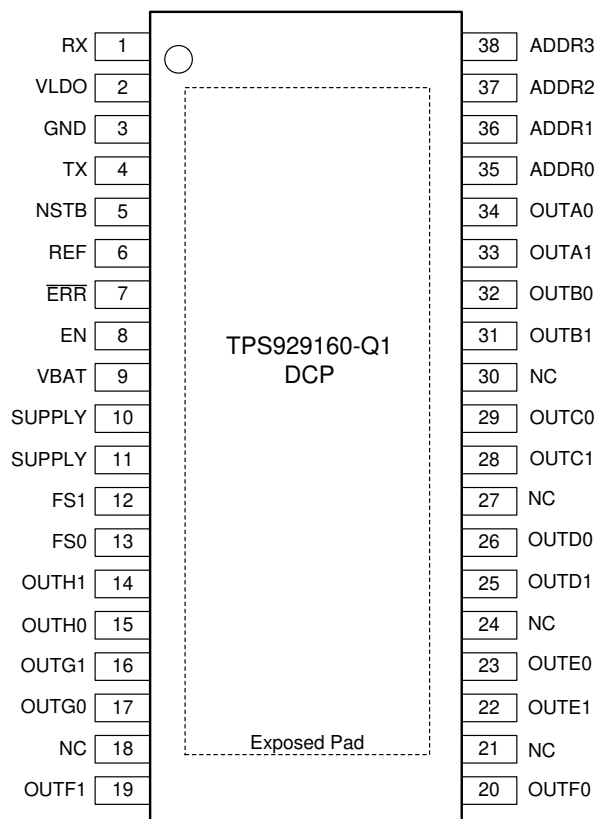 RX 1 38 ADDR3
VLDO 2 37 ADDR2
GND 3 36 ADDR1
TX 4 35 ADDR0
NSTB 5 34 OUTA0
REF 6 33 OUTA1
ERR 7 32 OUTB0
EN 8 31 OUTB1
TPS929160-Q1
DCP
VBAT 9 30 NC
SUPPLY 10 29 OUTC0
SUPPLY 11 28 OUTC1
FS1 12 27 NC
FS0 13 26 OUTD0
OUTH1 14 25 OUTD1
OUTH0 15 24 NC
OUTG1 16 23 OUTE0
OUTG0 17 22 OUTE1
NC 18 Exposed Pad 21 NC
OUTF1 19 20 OUTF0